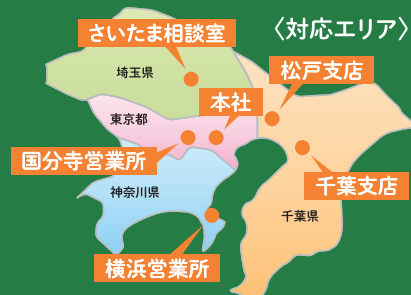 〈対応エリア〉
さいたま相談室
松戸支店
埼玉県
本社
東京都
国分寺営業所
千葉支店
神奈川県
千葉県
横浜営業所